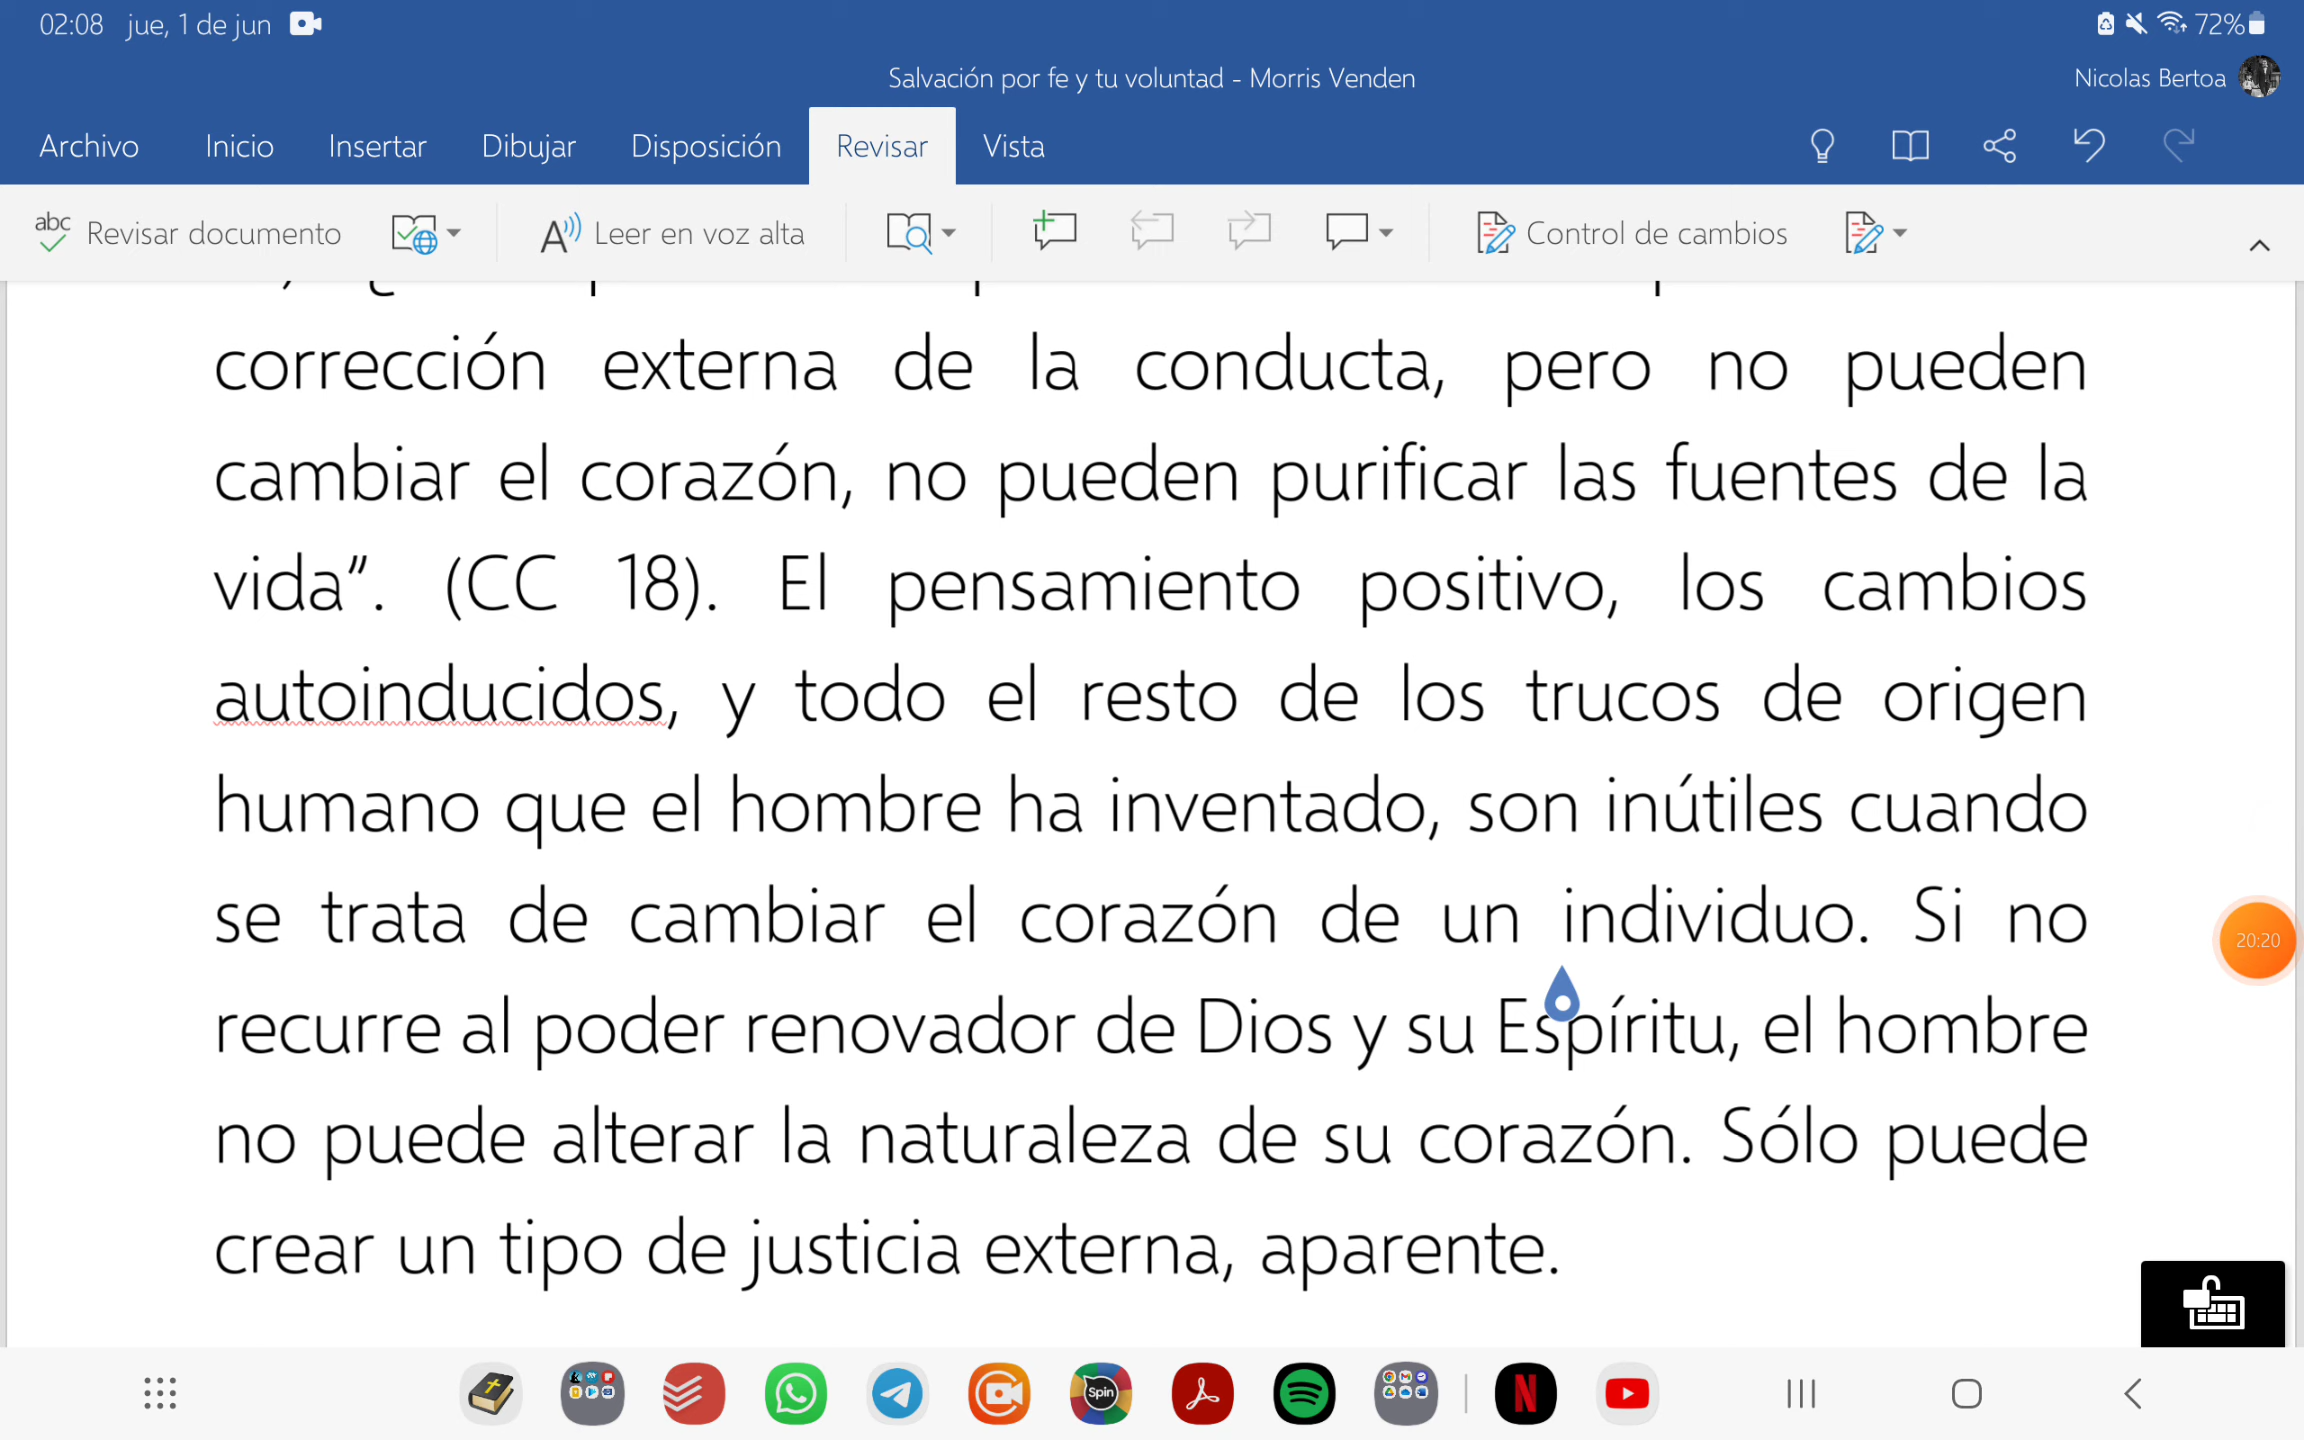 02:08 jue, 1 de jun 72%
Salvación por fe y tu voluntad - Morris Venden Nicolas Bertoa
Archivo Inicio Insertar Dibujar Disposición Revisar Vista
abc Revisar documento A Leer en voz alta Control de cambios
corrección externa de la conducta, pero no pueden
cambiar el corazón, no pueden purificar las fuentes de la
vida”. (CC 18). El pensamiento positivo, los cambios
autoinducidos, y todo el resto de los trucos de origen
humano que el hombre ha inventado, son inútiles cuando
se trata de cambiar el corazón de un individuo. Si no
20:20
recurre al poder renovador de Dios y su Espíritu, el hombre
no puede alterar la naturaleza de su corazón. Sólo puede
crear un tipo de justicia externa, aparente.
Spin